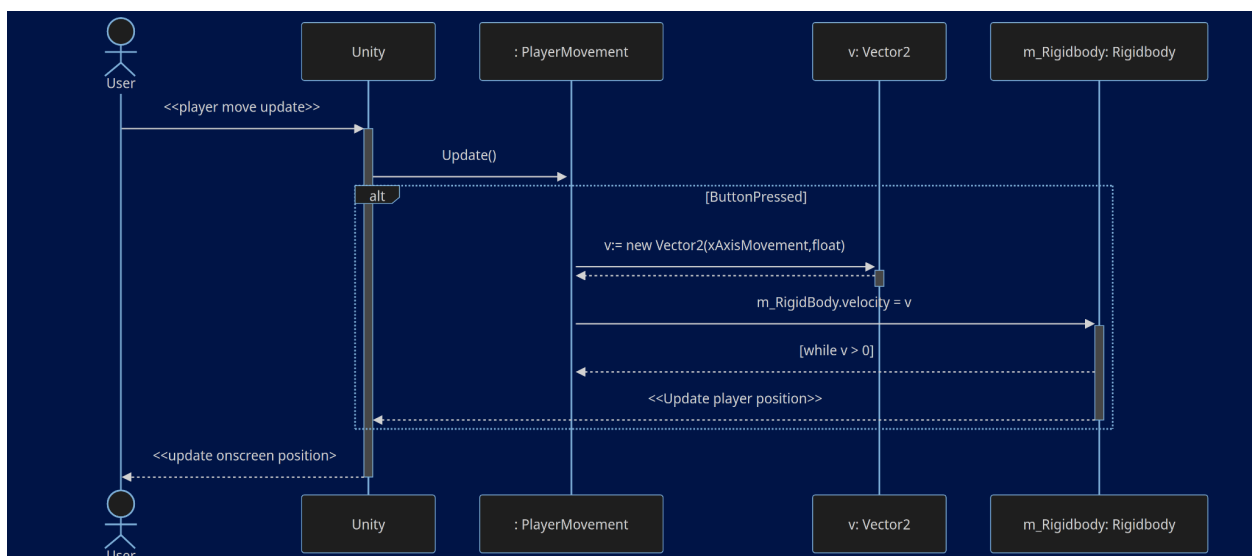 User
Unity
: PlayerMovement
v: Vector2
m_Rigidbody: Rigidbody
<<player move update>>
Update()
alt
[ButtonPressed]
v:= new Vector2(xAxisMovement,float)
m_RigidBody.velocity = v
[while v > 0]
<<Update player position>>
<<update onscreen position>
User
Unity
: PlayerMovement
v: Vector2
m_Rigidbody: Rigidbody